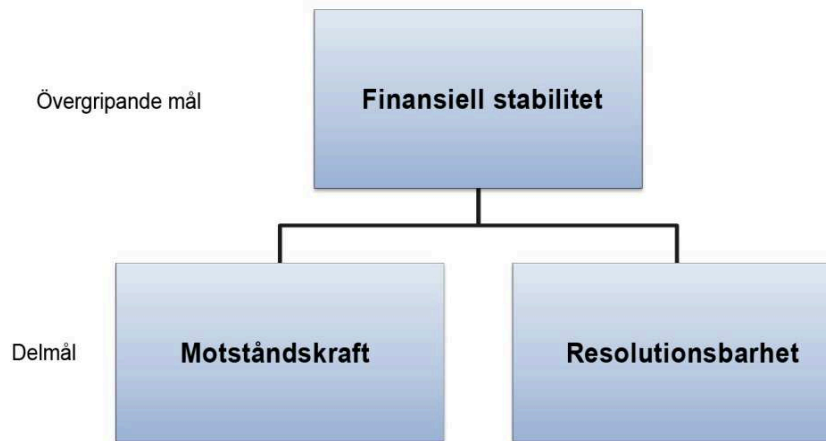 Övergripande mål
Finansiell stabilitet
Delmål
Motståndskraft
Resolutionsbarhet